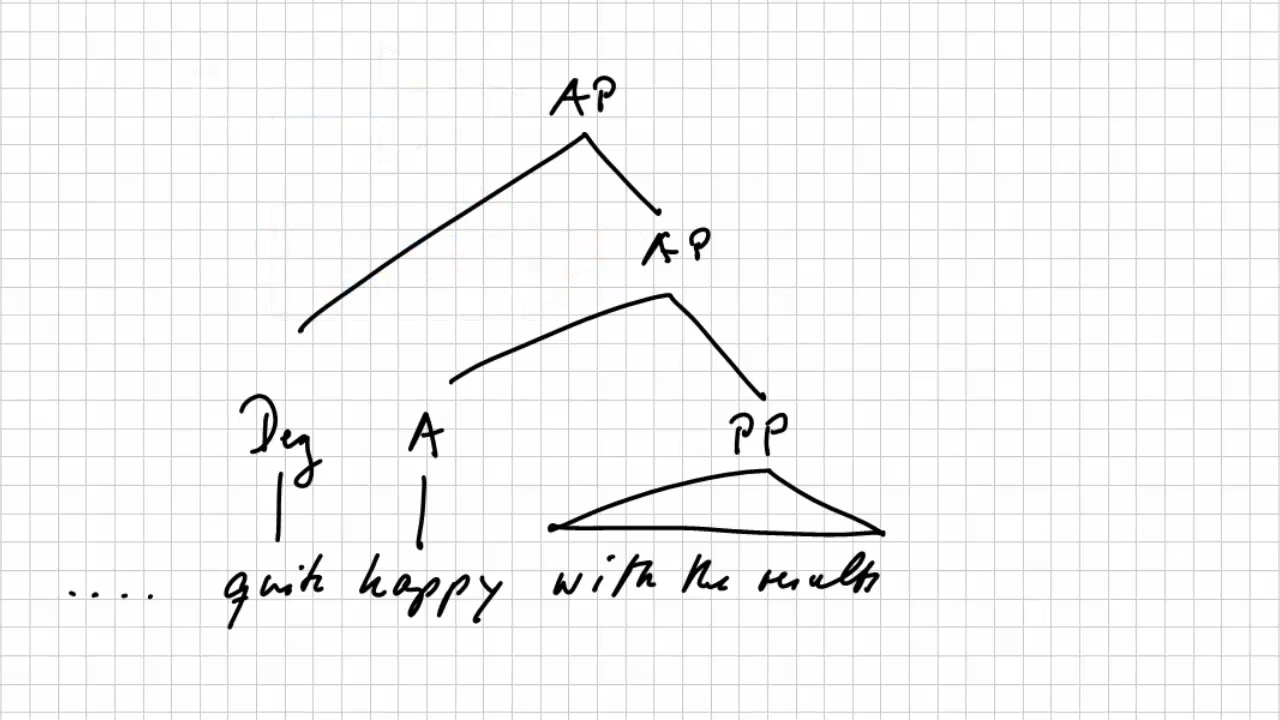 AP
AP
Deg A PP
.... quite happy with the results